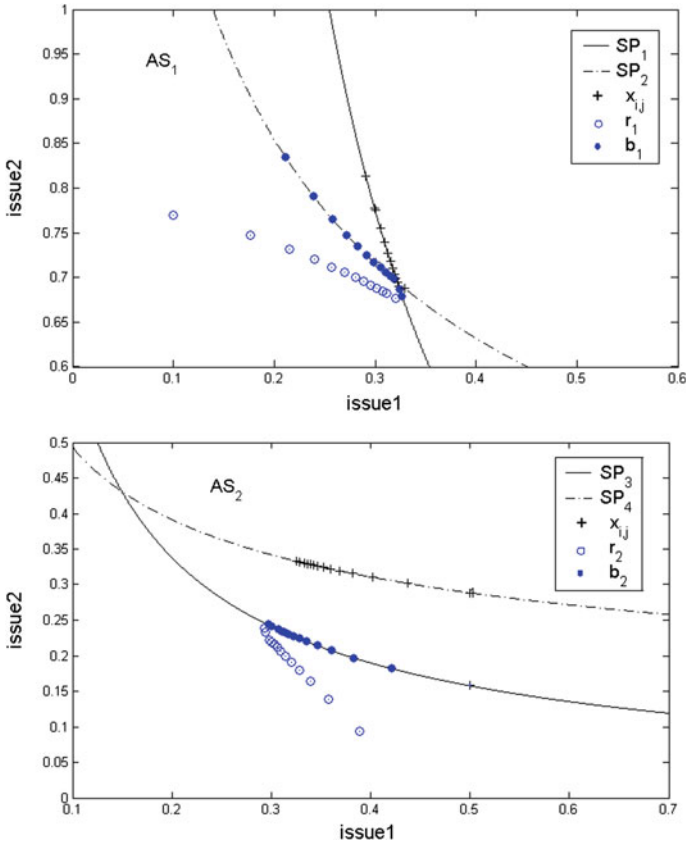 AS1
SP1
SP2
xi,j
r1
b1
issue2
1
0.95
0.9
0.85
0.8
0.75
0.7
0.65
0.6
0 0.1 0.2 0.3 0.4 0.5 0.6
issue1
AS2
SP3
SP4
xi,j
r2
b2
issue2
0.5
0.45
0.4
0.35
0.3
0.25
0.2
0.15
0.1
0.05
0
0.1 0.2 0.3 0.4 0.5 0.6 0.7
issue1